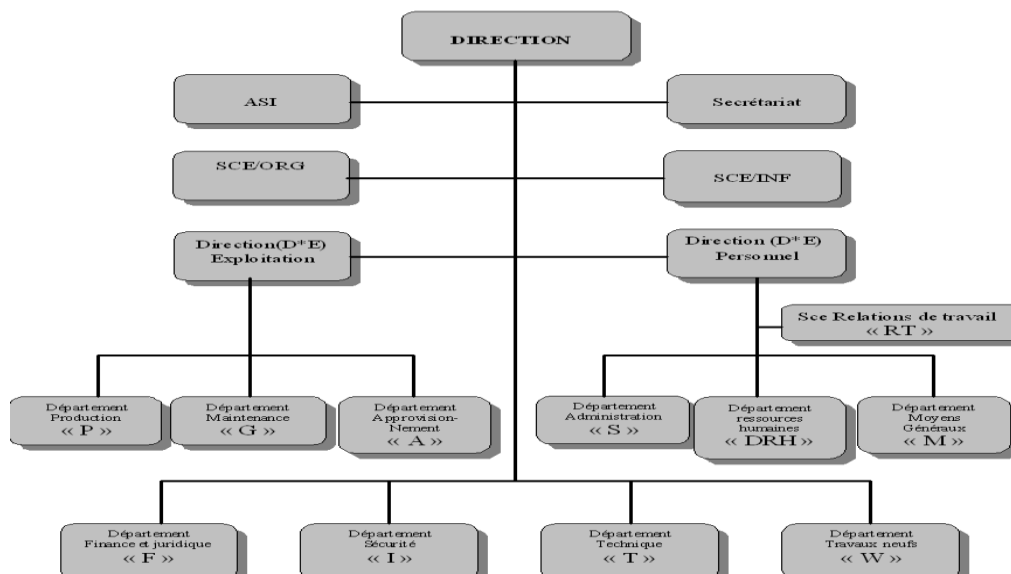 DIRECTION
ASI
Secrétariat
SCE/ORG
SCE/INF
Direction(D*E)
Exploitation
Direction (D*E)
Personnel
Sce Relations de travail
« RT »
Département
Production
« P »
Département
Maintenance
« G »
Département
Approvision-
Nement
« A »
Département
Administration
« S »
Département
ressources
humaines
« DRH »
Département
Moyens
Généraux
« M »
Département
Finance et juridique
« F »
Département
Sécurité
« I »
Département
Technique
« T »
Département
Travaux neufs
« W »